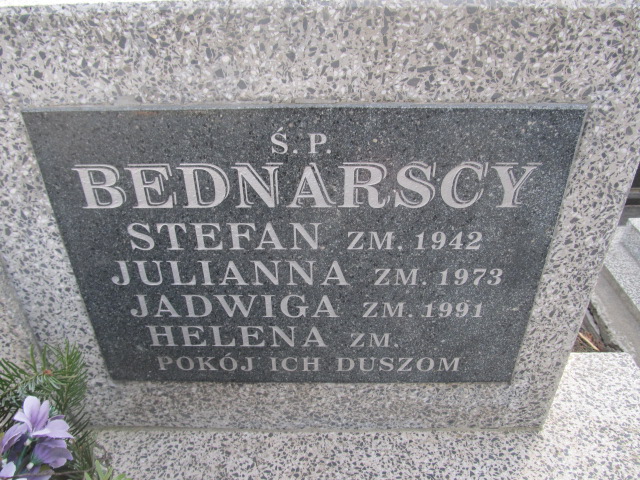 Ś. P.
BEDNARSCY
STEFAN ZM. 1942
JULIANNA ZM. 1973
JADWIGA ZM. 1991
HELENA ZM.
POKÓJ ICH DUSZOM